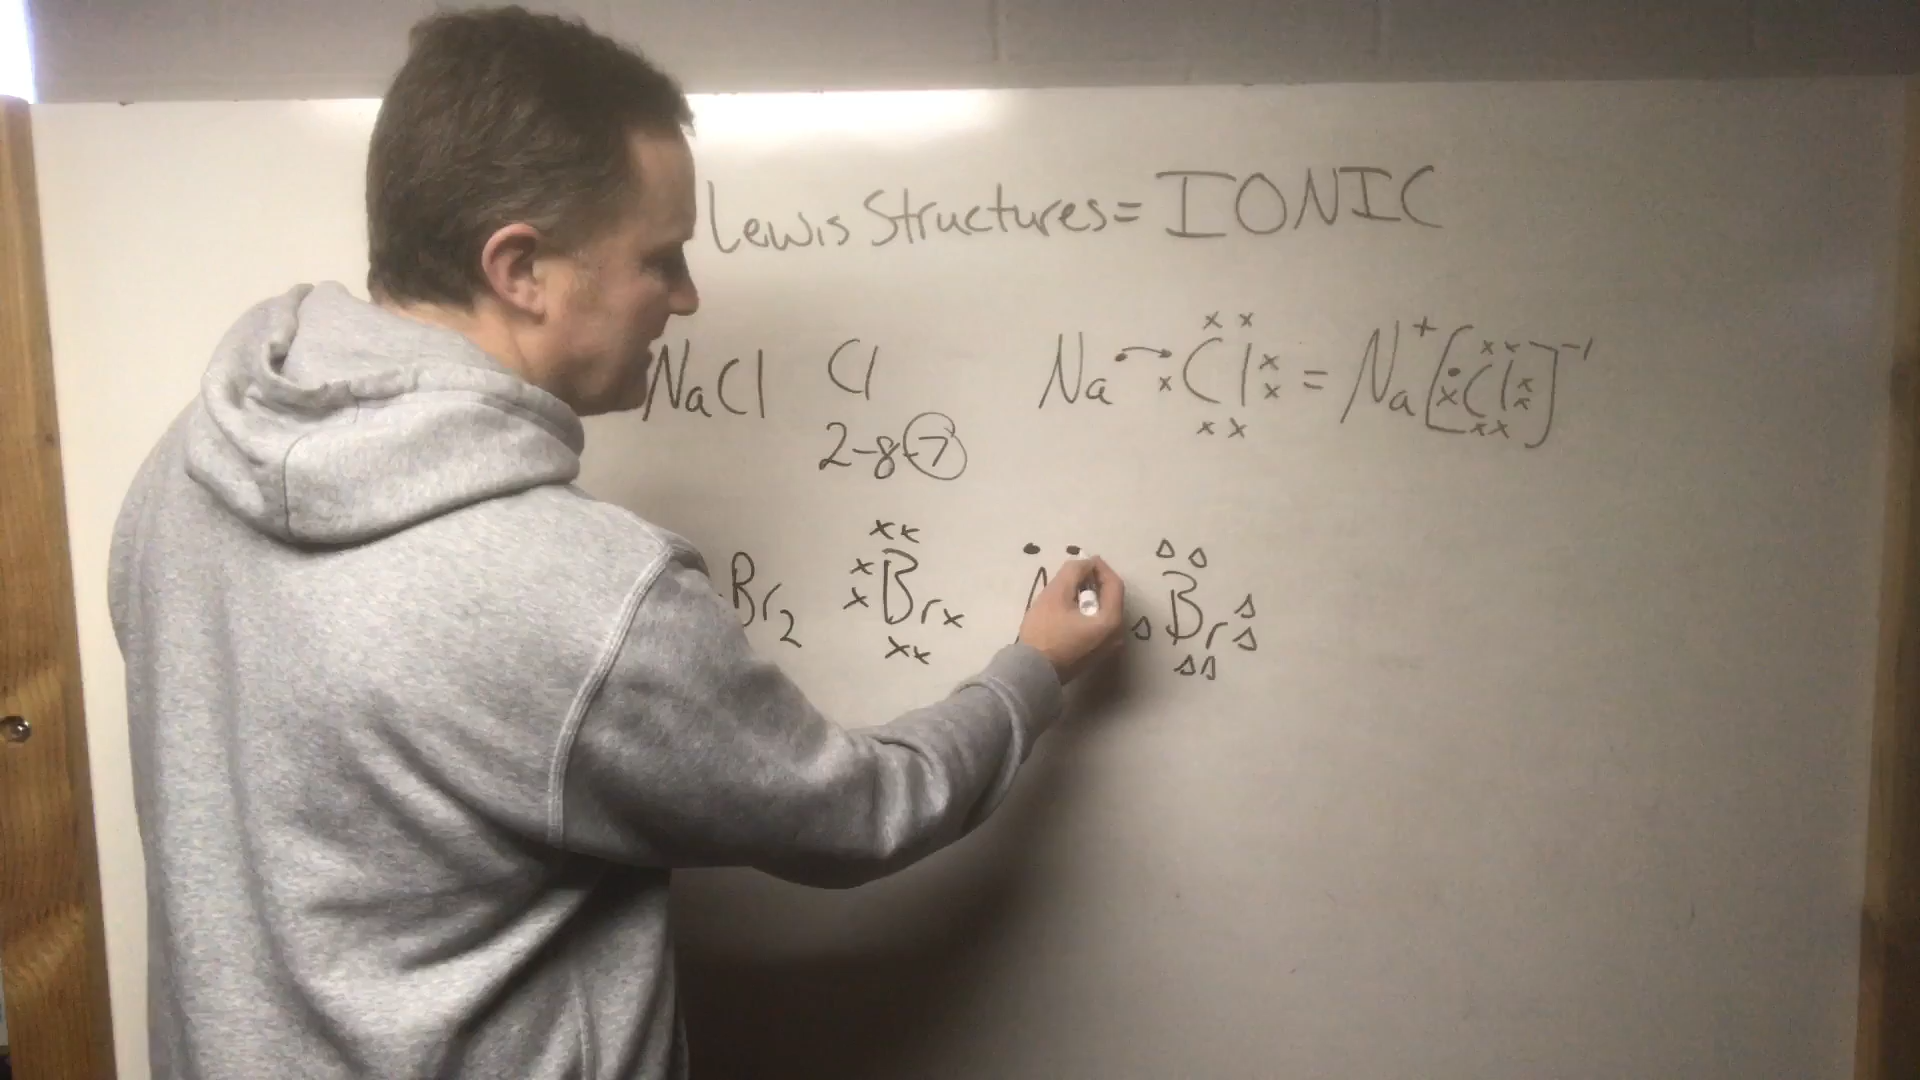 Lewis Structures = IONIC
NaCl Cl Na Cl = Na⁺[Cl]⁻¹
2-8-7
Br₂ Br Br